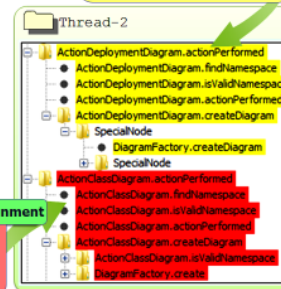 Thread-2
ActionDeploymentDiagram.actionPerformed
ActionDeploymentDiagram.findNamespace
ActionDeploymentDiagram.isValidNamespac
ActionDeploymentDiagram.actionPerformed
ActionDeploymentDiagram.createDiagram
SpecialNode
DiagramFactory.createDiagram
SpecialNode
ActionClassDiagram.actionPerformed
ActionClassDiagram.findNamespace
nment
ActionClassDiagram.isValidNamespace
ActionClassDiagram.actionPerformed
ActionClassDiagram.createDiagram
ActionClassDiagram.isValidNamespace
DiagramFactory.create